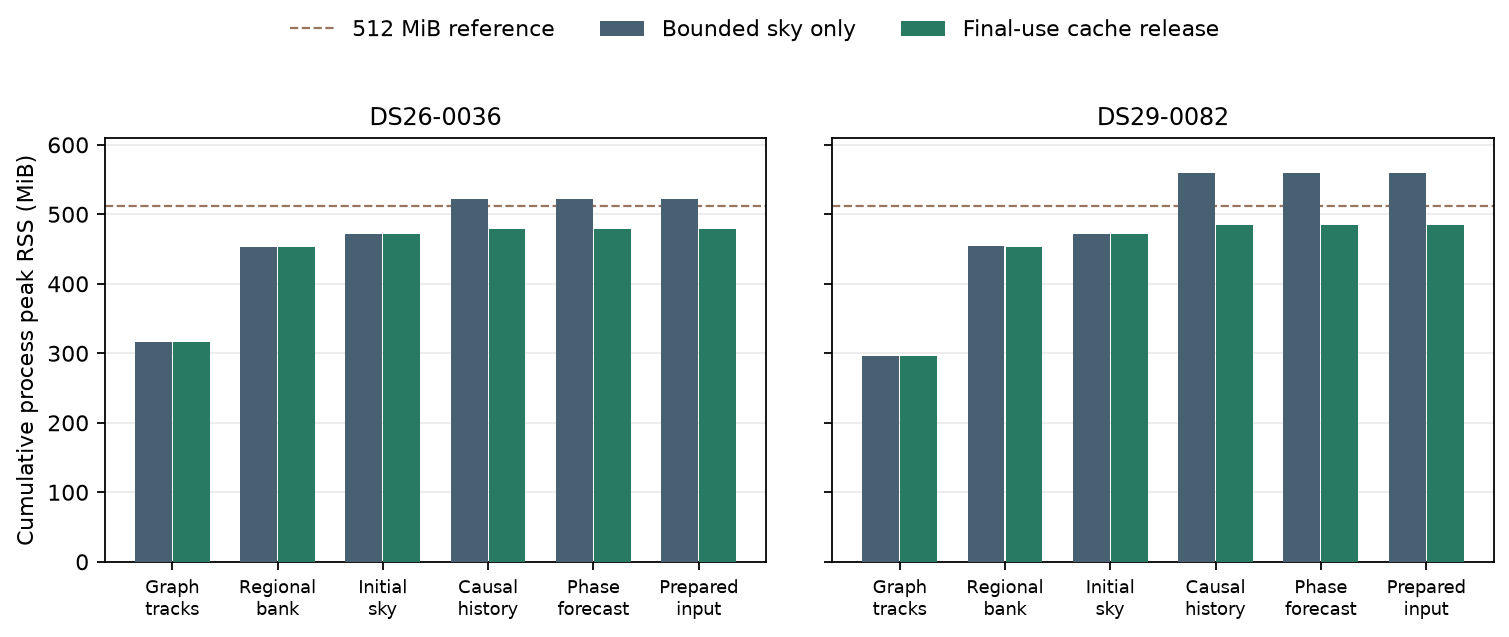 512 MiB reference
Bounded sky only
Final-use cache release
DS26-0036
DS29-0082
Cumulative process peak RSS (MiB)
600
500
400
300
200
100
0
Graph
tracks
Regional
bank
Initial
sky
Causal
history
Phase
forecast
Prepared
input
Graph
tracks
Regional
bank
Initial
sky
Causal
history
Phase
forecast
Prepared
input